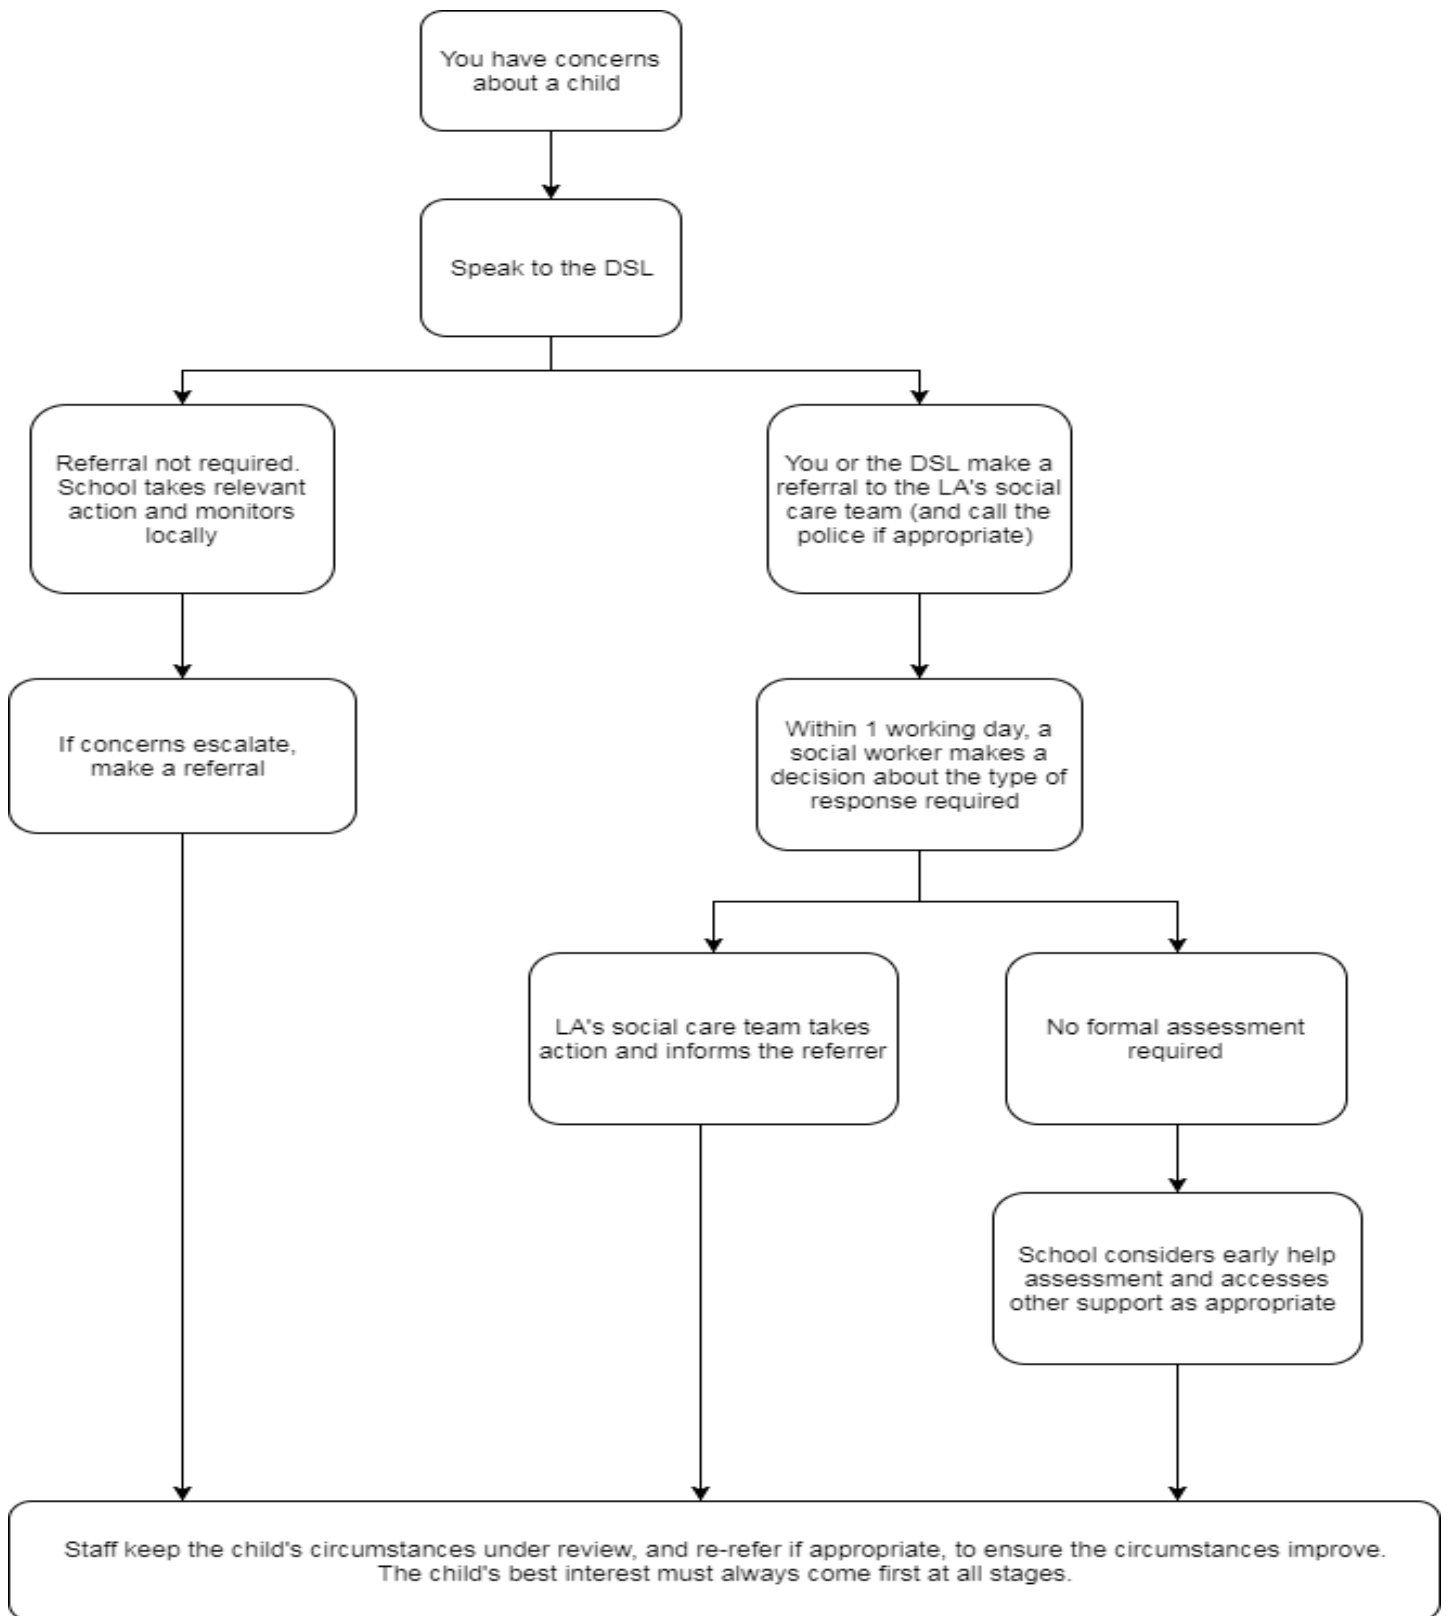 You have concerns
about a child
Speak to the DSL
Referral not required.
School takes relevant
action and monitors
locally
You or the DSL make a
referral to the LA's social
care team (and call the
police if appropriate)
If concerns escalate,
make a referral
Within 1 working day, a
social worker makes a
decision about the type of
response required
LA's social care team takes
action and informs the referrer
No formal assessment
required
School considers early help
assessment and accesses
other support as appropriate
Staff keep the child's circumstances under review, and re-refer if appropriate, to ensure the circumstances improve.
The child's best interest must always come first at all stages.